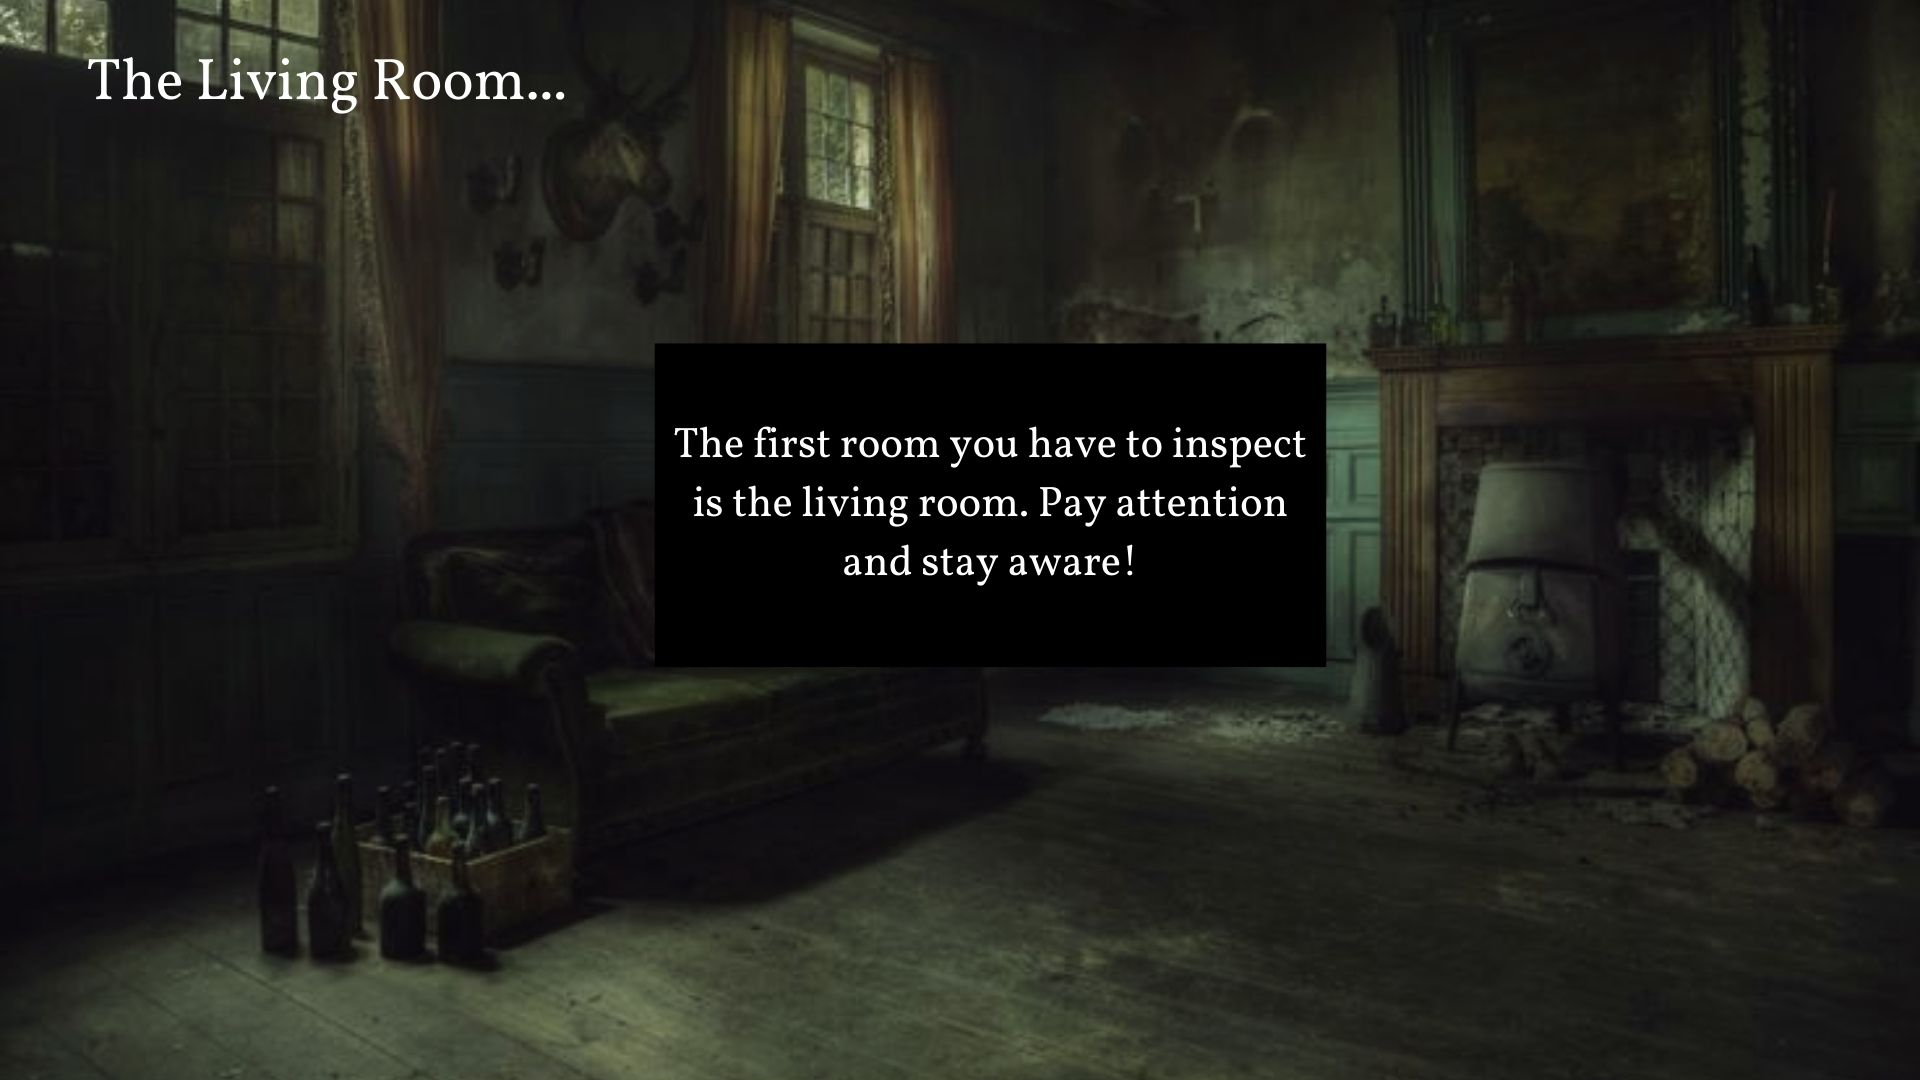 The Living Room...
The first room you have to inspect
is the living room. Pay attention
and stay aware!